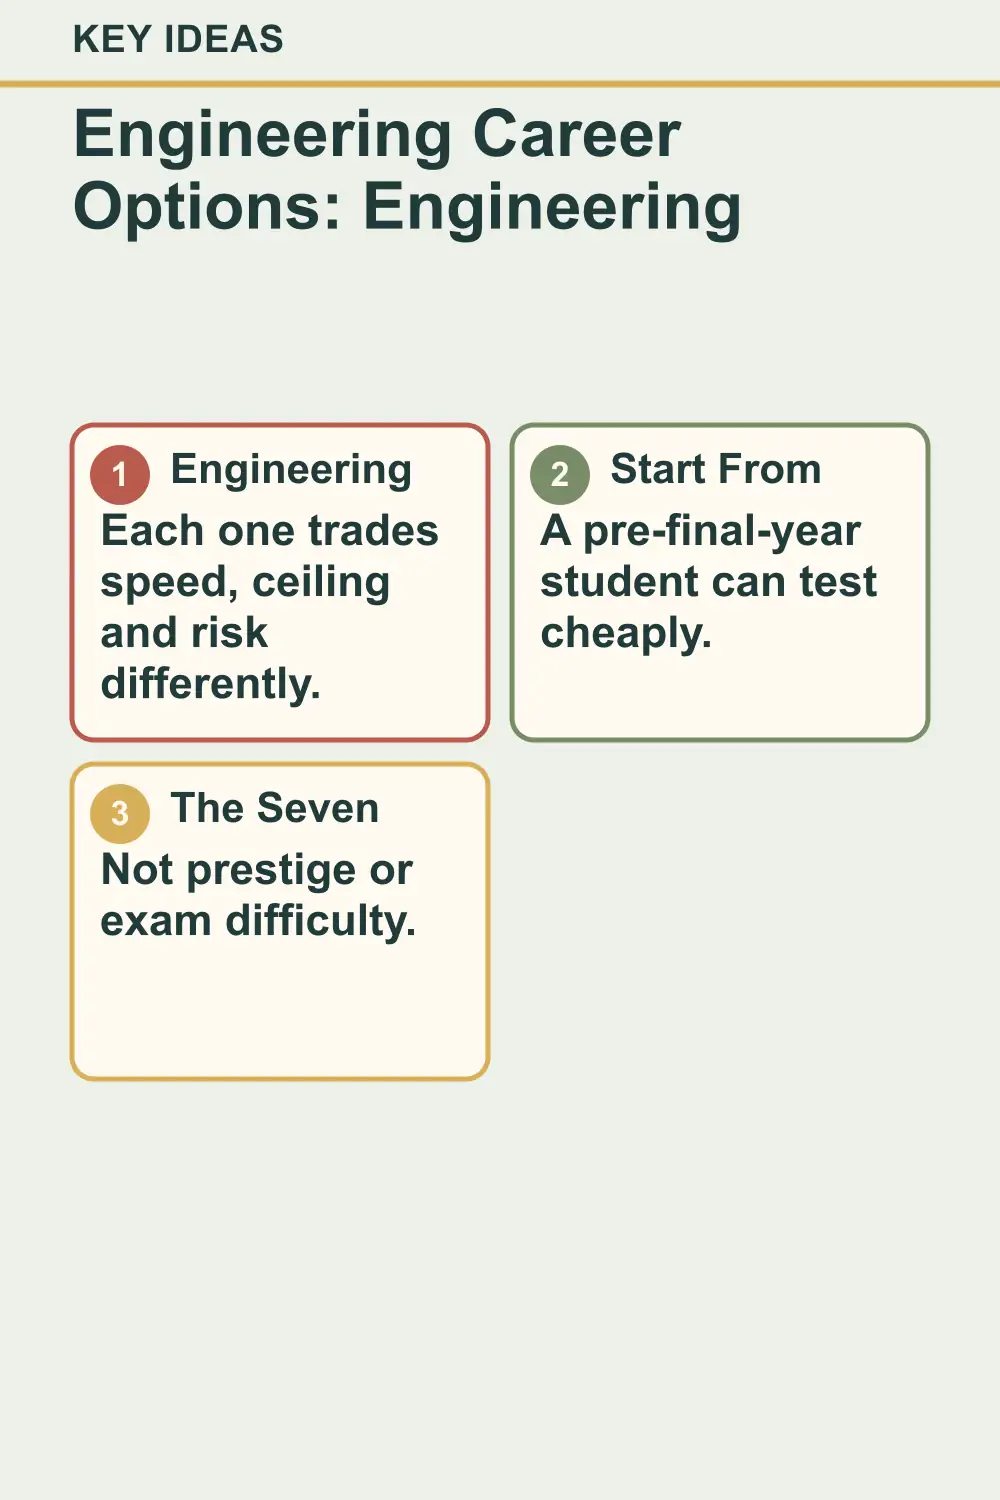 KEY IDEAS
Engineering Career
Options: Engineering
1 Engineering
Each one trades
speed, ceiling
and risk
differently.
2 Start From
A pre-final-year
student can test
cheaply.
3 The Seven
Not prestige or
exam difficulty.